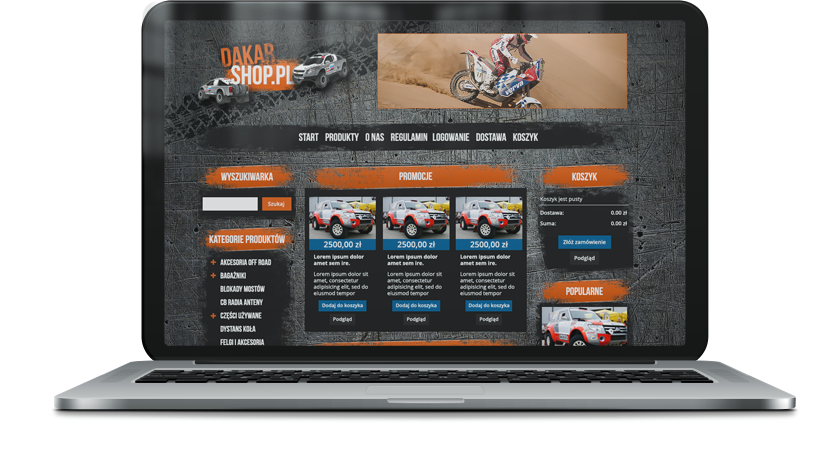 DAKAR
SHOP.PL
START PRODUKTY O NAS REGULAMIN LOGOWANIE DOSTAWA KOSZYK
WYSZUKIWARKA
Szukaj
KATEGORIE PRODUKTÓW
+ AKCESORIA OFF ROAD
+ BAGAŻNIKI
BLOKADY MOSTÓW
CB RADIA ANTENY
+ CZĘŚCI UŻYWANE
DYSTANS KOŁA
FELGI I AKCESORIA
PROMOCJE
2500,00 zł 2500,00 zł 2500,00 zł
Lorem ipsum dolor Lorem ipsum dolor Lorem ipsum dolor
amet sem ire. amet sem ire. amet sem ire.
Lorem ipsum dolor sit Lorem ipsum dolor sit Lorem ipsum dolor sit
amet, consectetur amet, consectetur amet, consectetur
adipisicing elit, sed do adipisicing elit, sed do adipisicing elit, sed do
eiusmod tempor eiusmod tempor eiusmod tempor
Dodaj do koszyka Dodaj do koszyka Dodaj do koszyka
Podgląd Podgląd Podgląd
KOSZYK
Koszyk jest pusty
Dostawa: 0.00 zł
Suma: 0.00 zł
Złóż zamówienie
Podgląd
POPULARNE